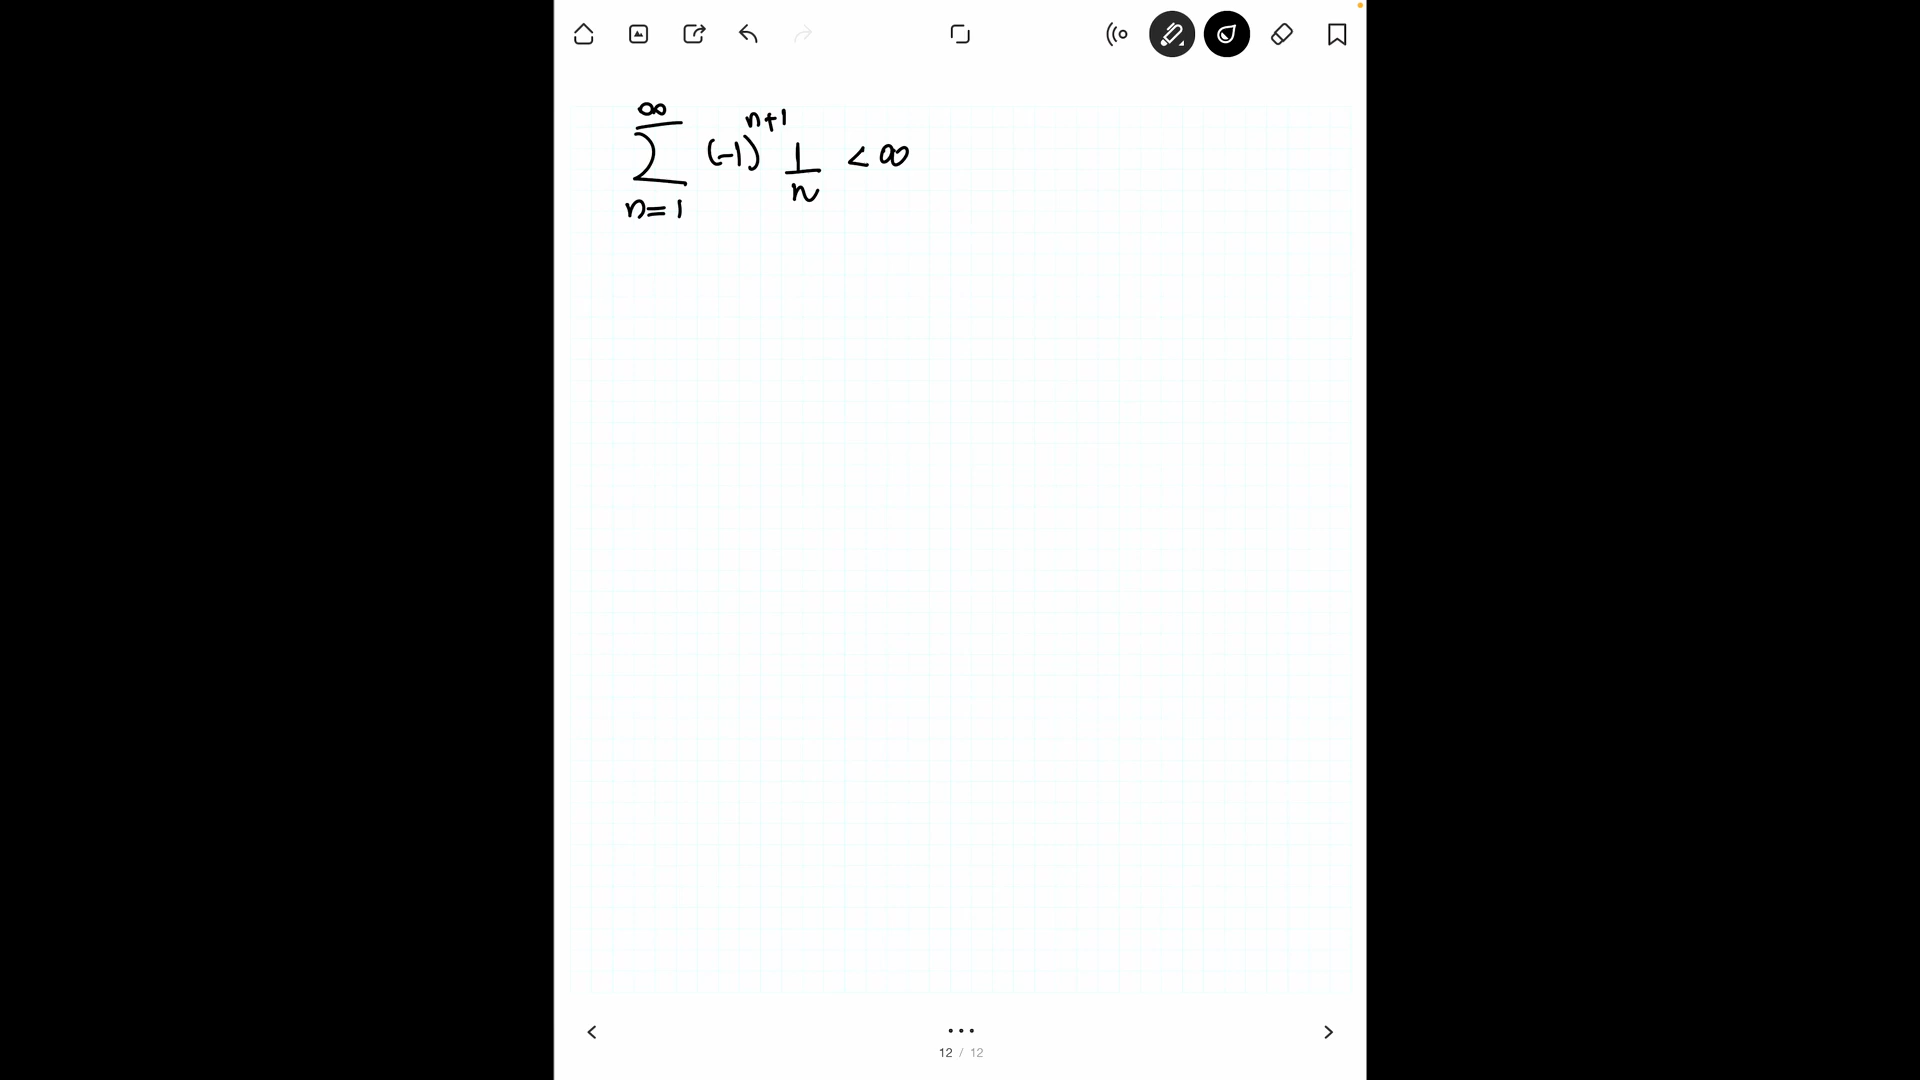 ∞
∑ (-1)^{n+1} 1/n < ∞
n=1
12 / 12